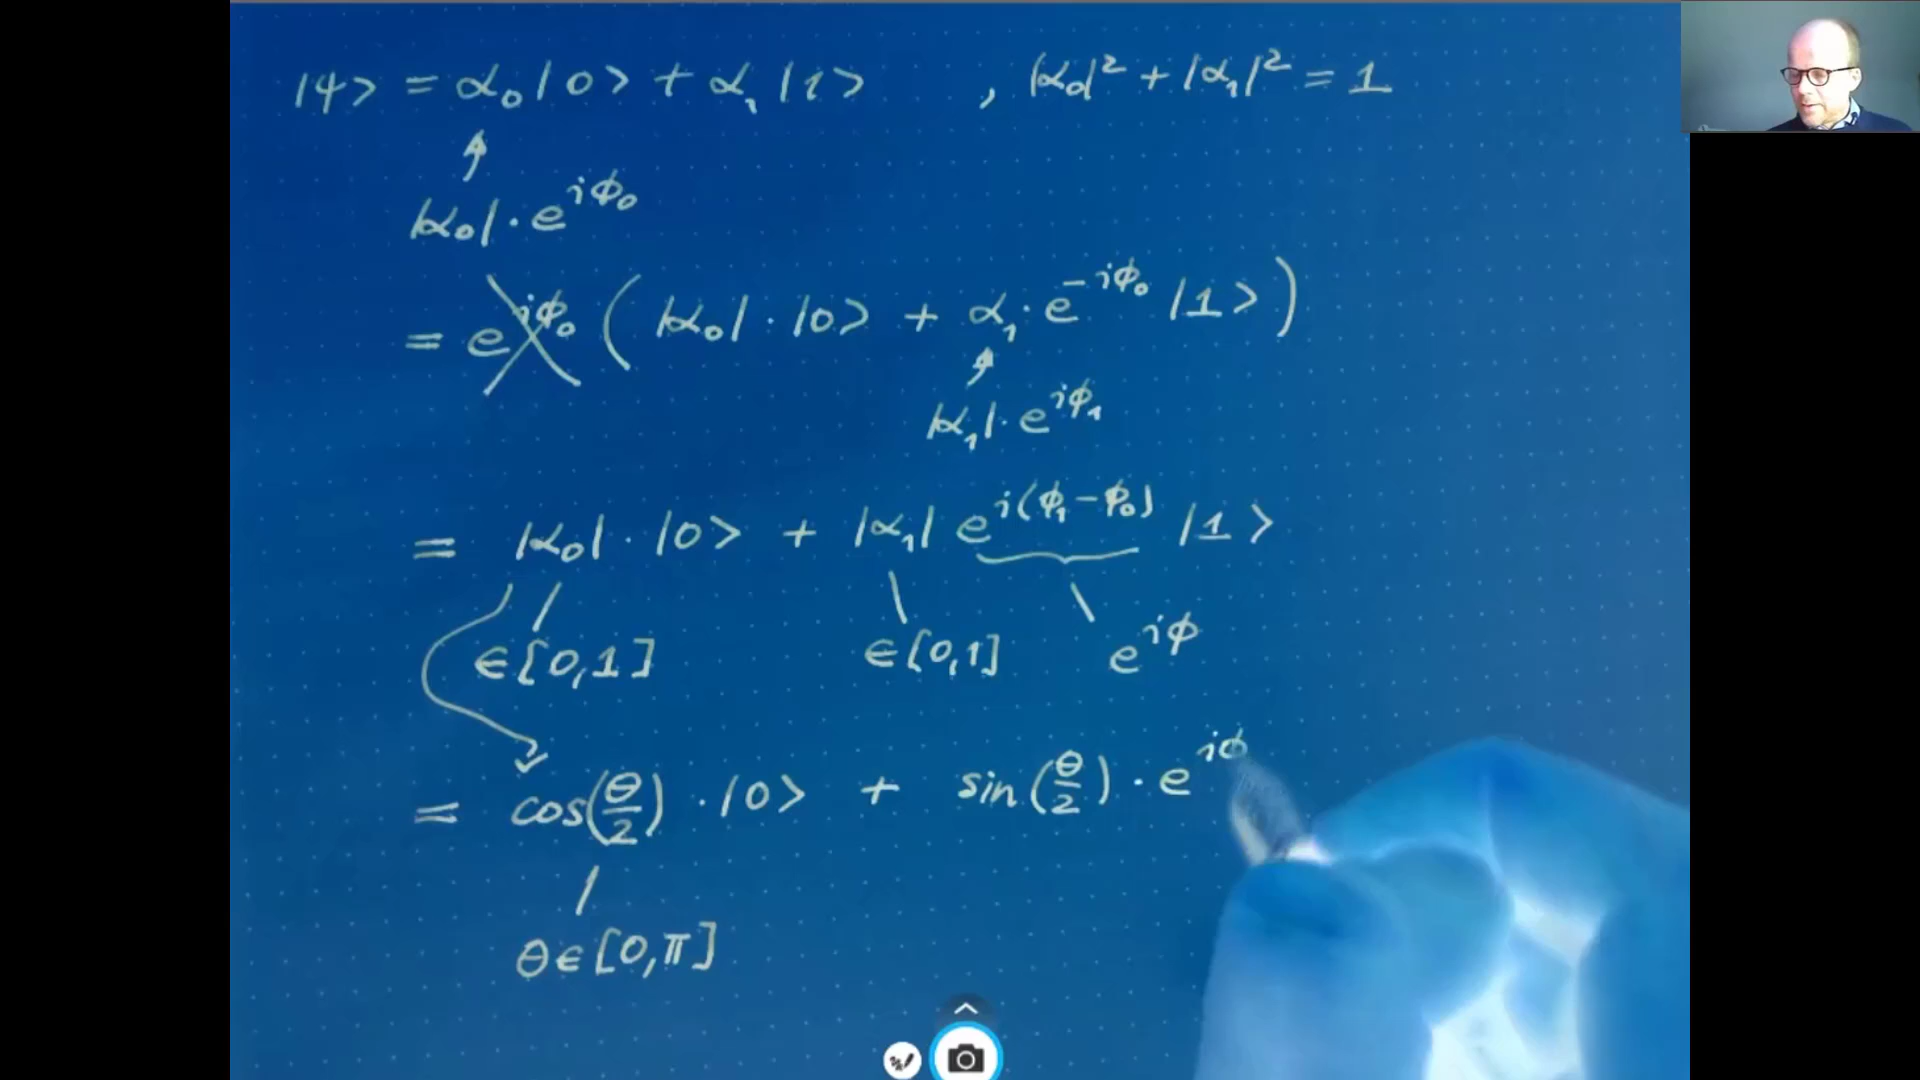 |ψ> = α₀|0> + α₁|1> , |α₀|² + |α₁|² = 1
|α₀| · e^{iϕ₀}
= e^{iϕ₀} ( |α₀| · |0> + α₁ · e^{-iϕ₀} |1> )
|α₁| · e^{iϕ₁}
= |α₀| · |0> + |α₁| e^{i(ϕ₁-ϕ₀)} |1>
∈[0,1] ∈[0,1] e^{iϕ}
= cos(θ/2) · |0> + sin(θ/2) · e^{iϕ}
θ∈[0,π]